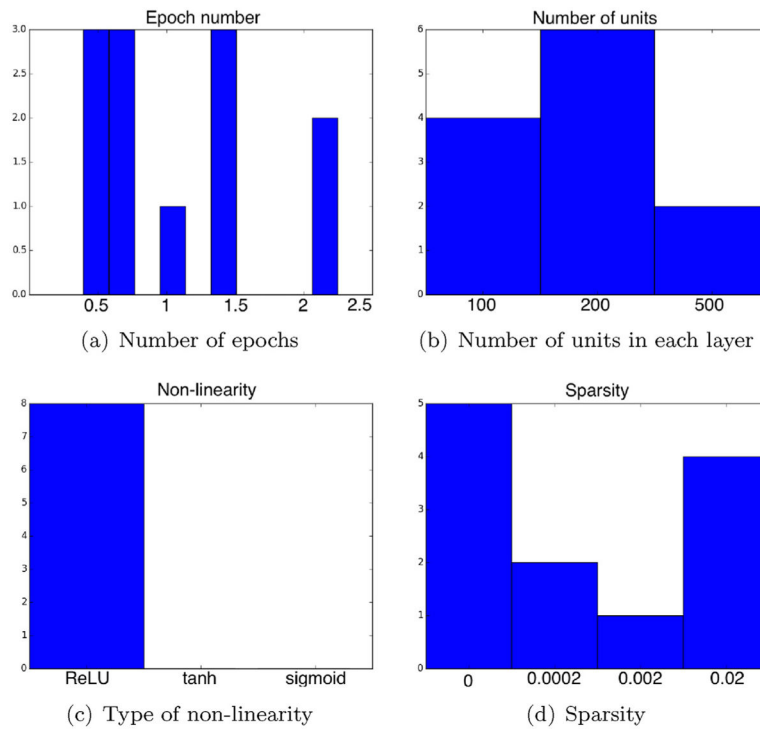 Epoch number
3.0
2.5
2.0
1.5
1.0
0.5
0.0
0.5 1 1.5 2 2.5
(a) Number of epochs
Number of units
6
5
4
3
2
1
0
100 200 500
(b) Number of units in each layer
Non-linearity
8
7
6
5
4
3
2
1
0
ReLU tanh sigmoid
(c) Type of non-linearity
Sparsity
5
4
3
2
1
0
0 0.0002 0.002 0.02
(d) Sparsity